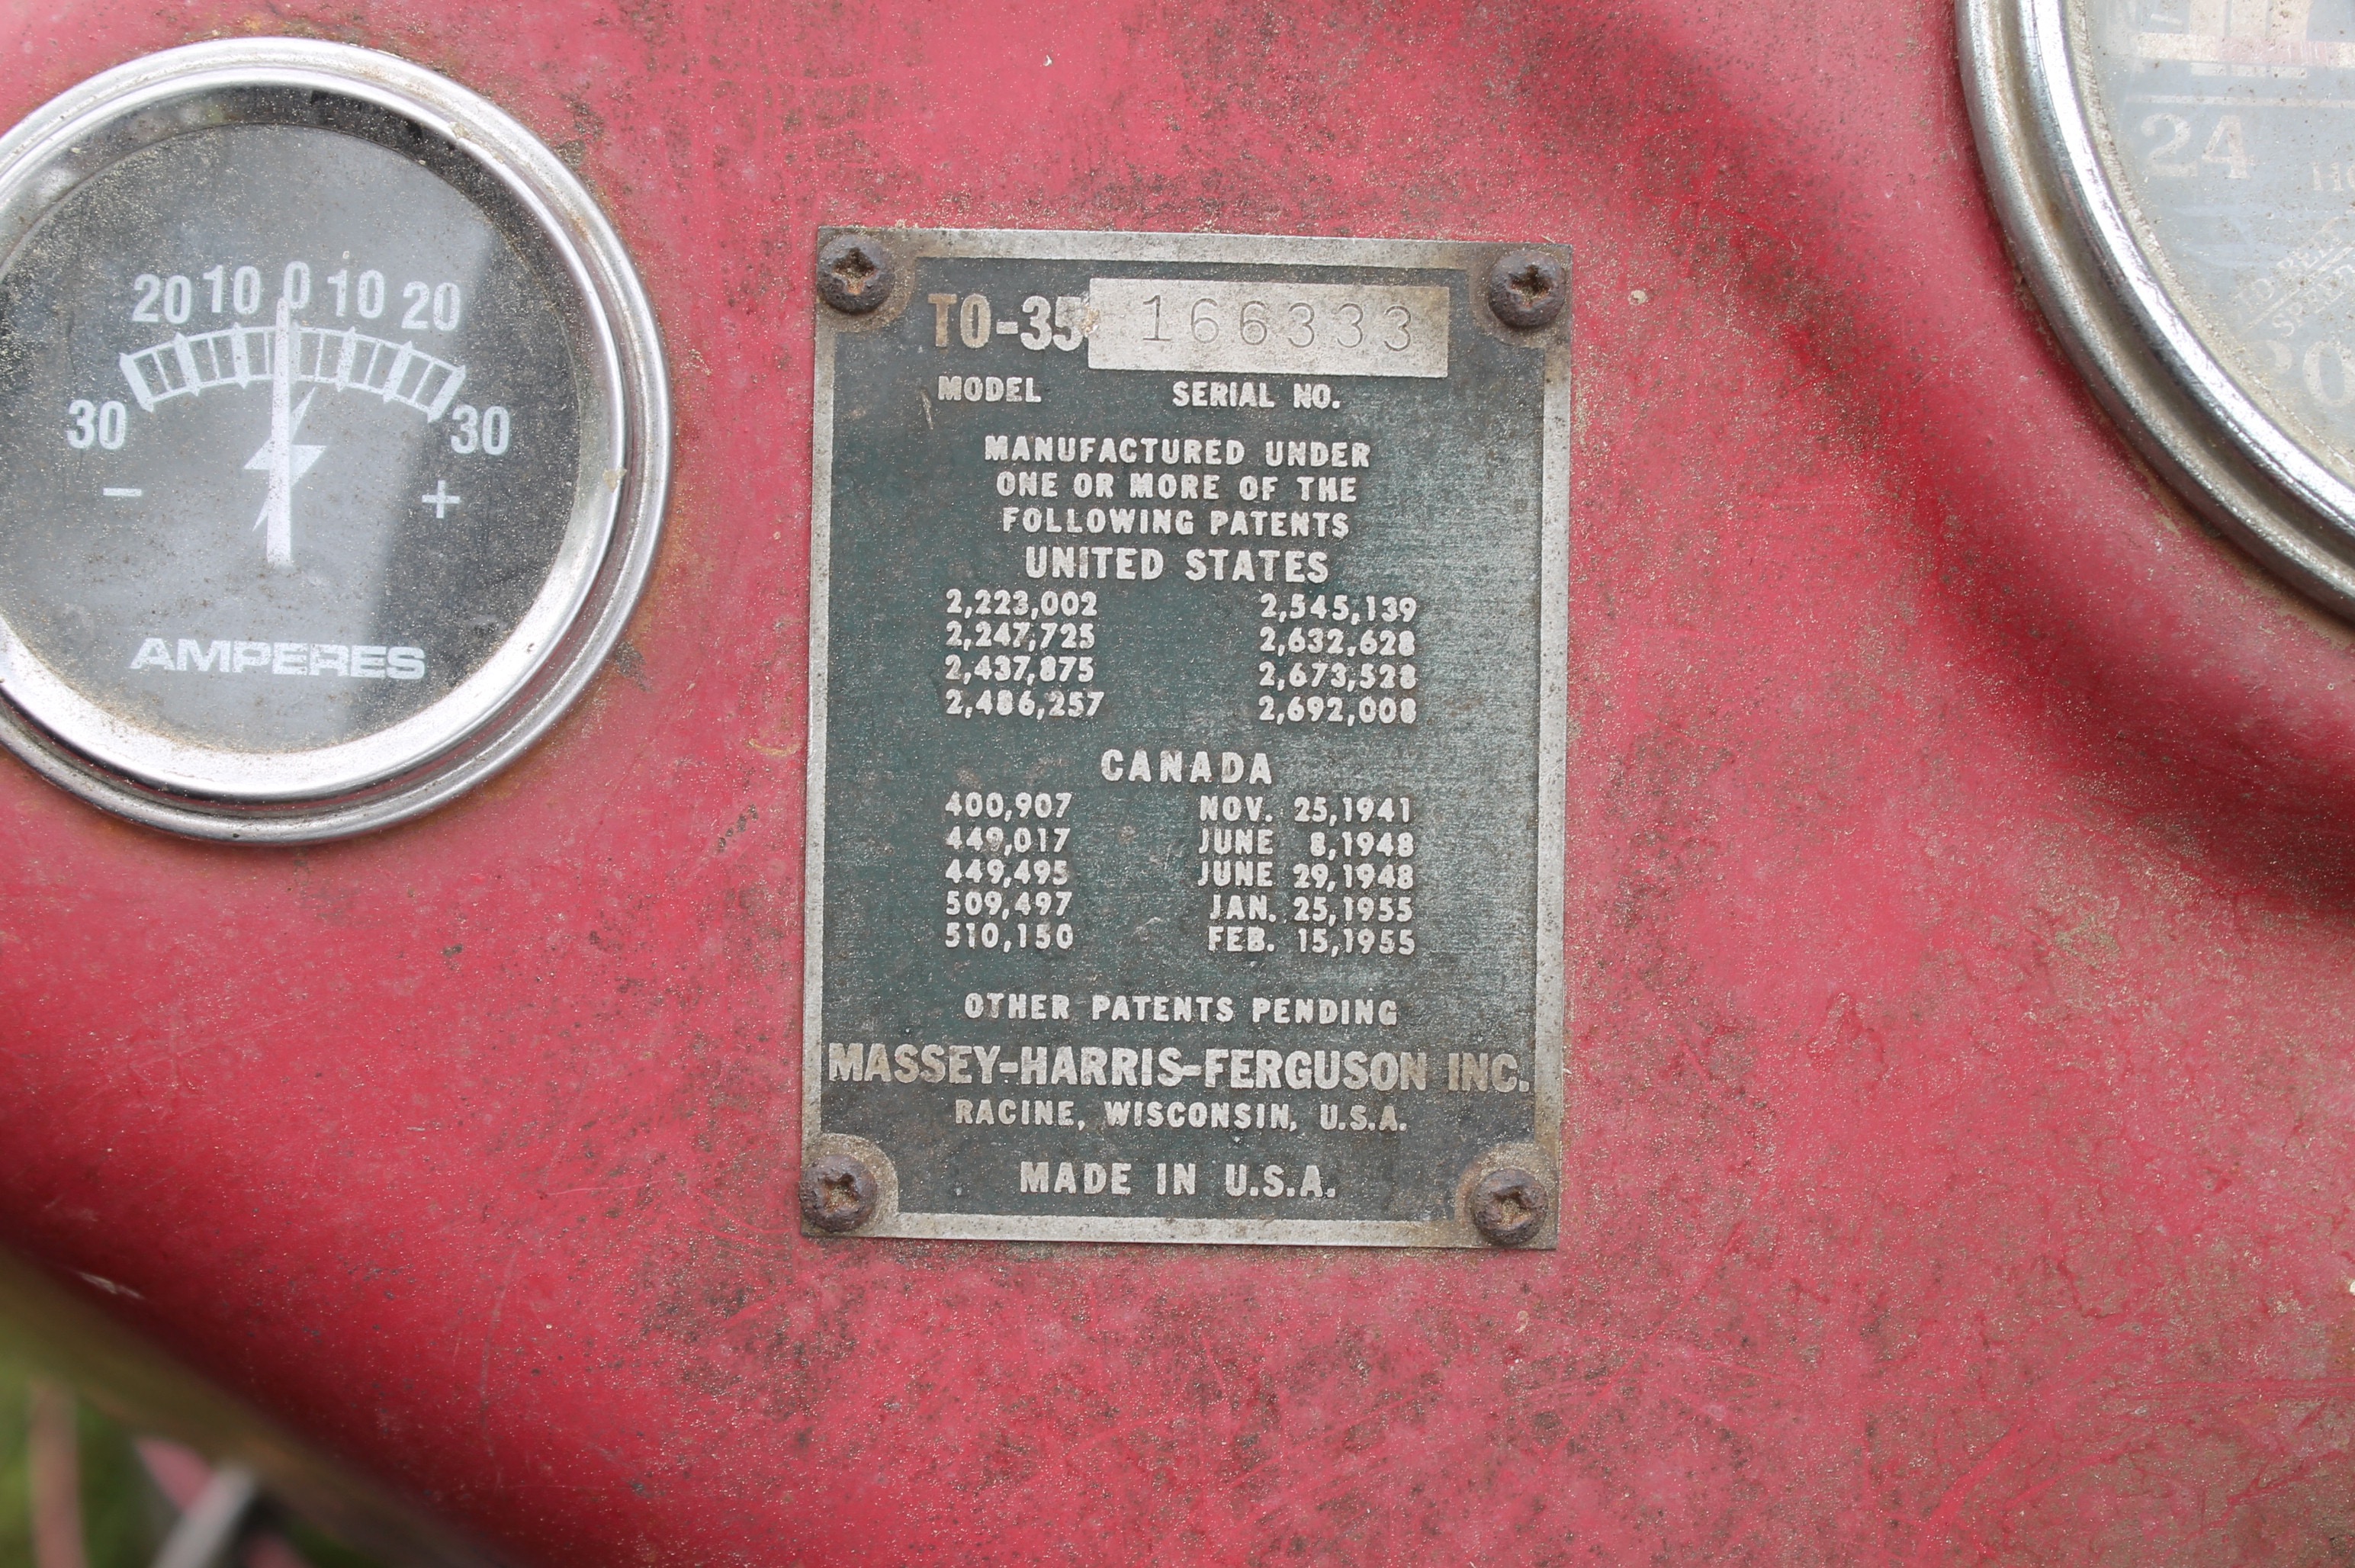 20 10 0 10 20
30 30
- +
AMPERES
TO-35 166333
MODEL SERIAL NO.
MANUFACTURED UNDER
ONE OR MORE OF THE
FOLLOWING PATENTS
UNITED STATES
2,223,002 2,545,139
2,247,725 2,632,628
2,437,875 2,673,528
2,486,257 2,692,008
CANADA
400,907 NOV. 25,1941
449,017 JUNE 8,1948
449,495 JUNE 29,1948
509,497 JAN. 25,1955
510,150 FEB. 15,1955
OTHER PATENTS PENDING
MASSEY-HARRIS-FERGUSON INC.
RACINE, WISCONSIN, U.S.A.
MADE IN U.S.A.
24